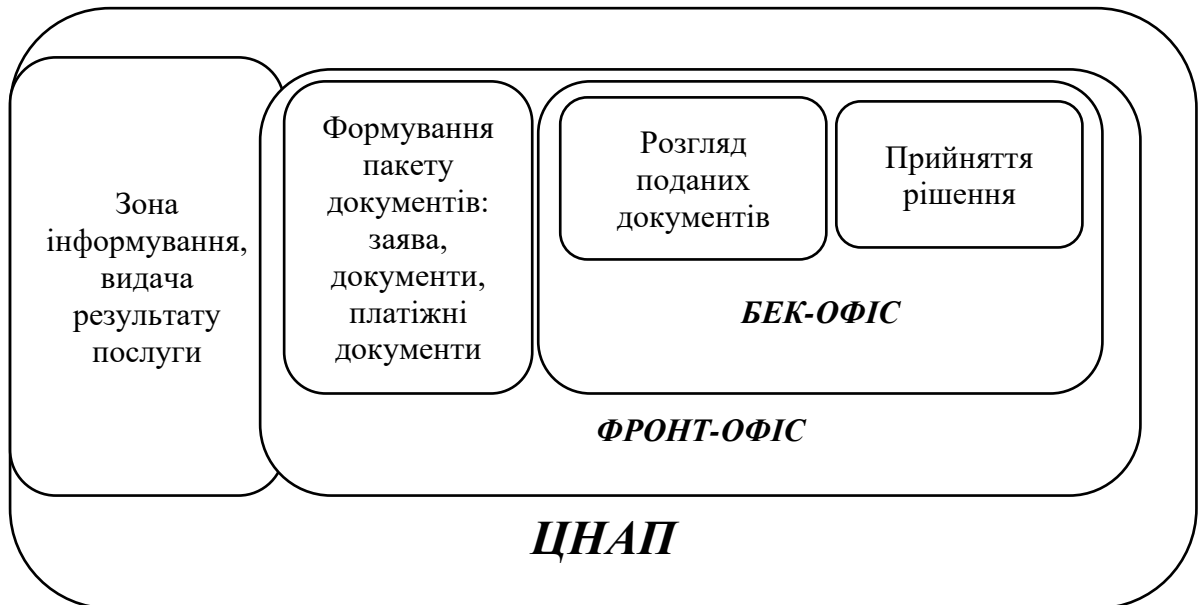 Зона
інформування,
видача
результату
послуги
Формування
пакету
документів:
заява,
документи,
платіжні
документи
Розгляд
поданих
документів
Прийняття
рішення
БЕК-ОФІС
ФРОНТ-ОФІС
ЦНАП